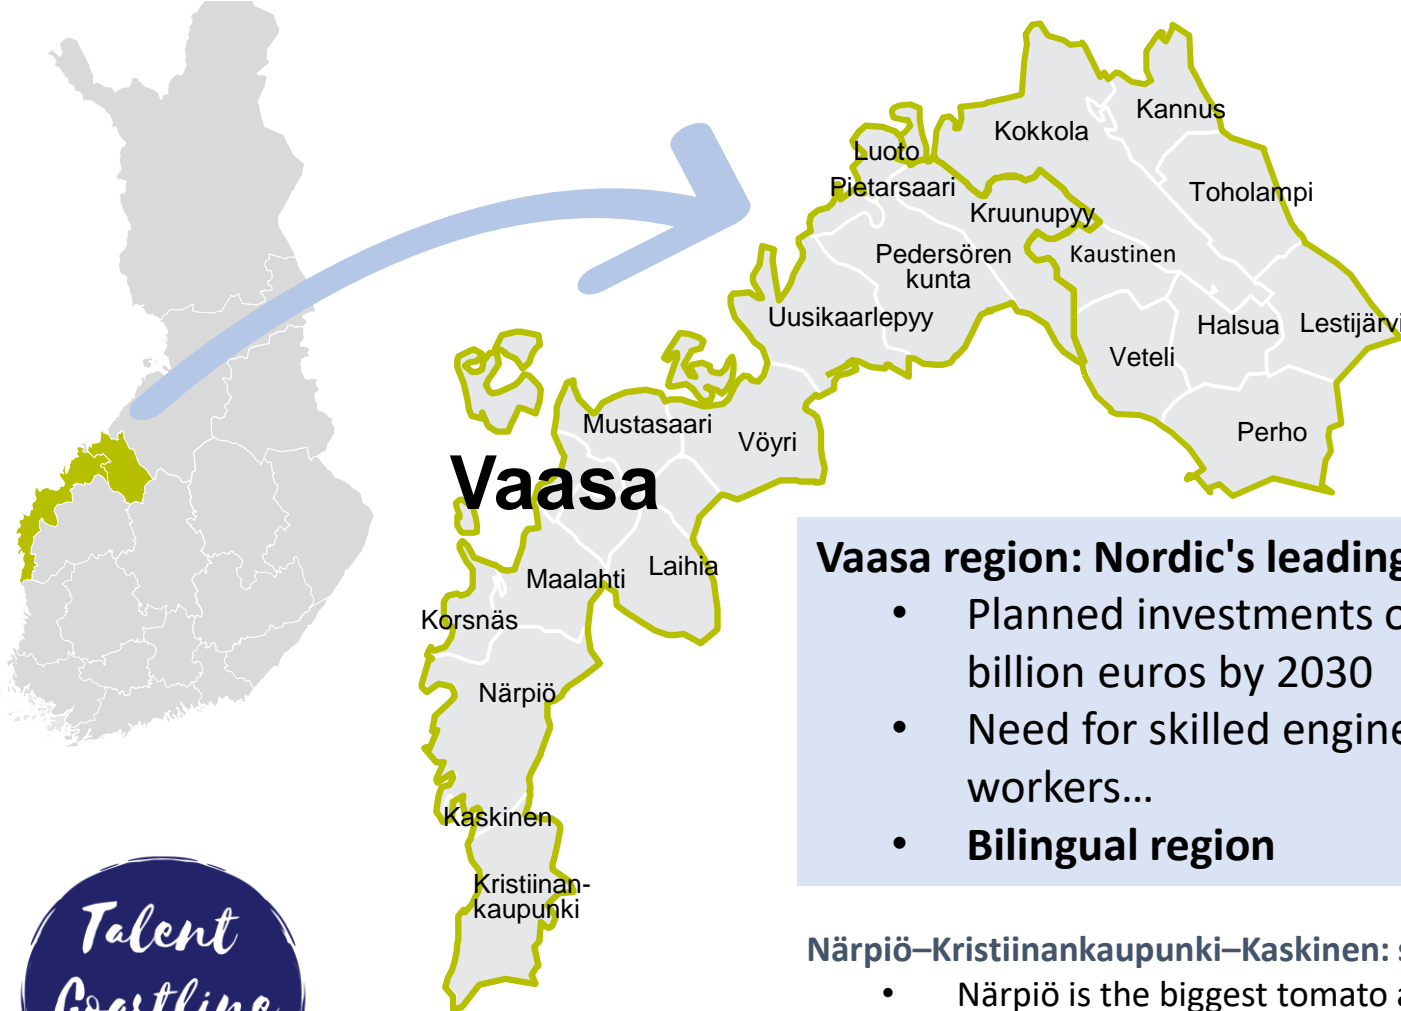 Kannus
Kokkola
Luoto
Pietarsaari
Toholampi
Kruunupyy
Pedersören
kunta
Kaustinen
Uusikaarlepyy
Halsua
Lestijärvi
Veteli
Mustasaari
Vöyri
Perho
Vaasa
Laihia
Maalahti
Korsnäs
Närpiö
Kaskinen
Kristiinan-
kaupunki
Vaasa region: Nordic's leading
• Planned investments o
billion euros by 2030
• Need for skilled engine
workers…
• Bilingual region
Närpiö–Kristiinankaupunki–Kaskinen: s
• Närpiö is the biggest tomato a
Talent
Coastline